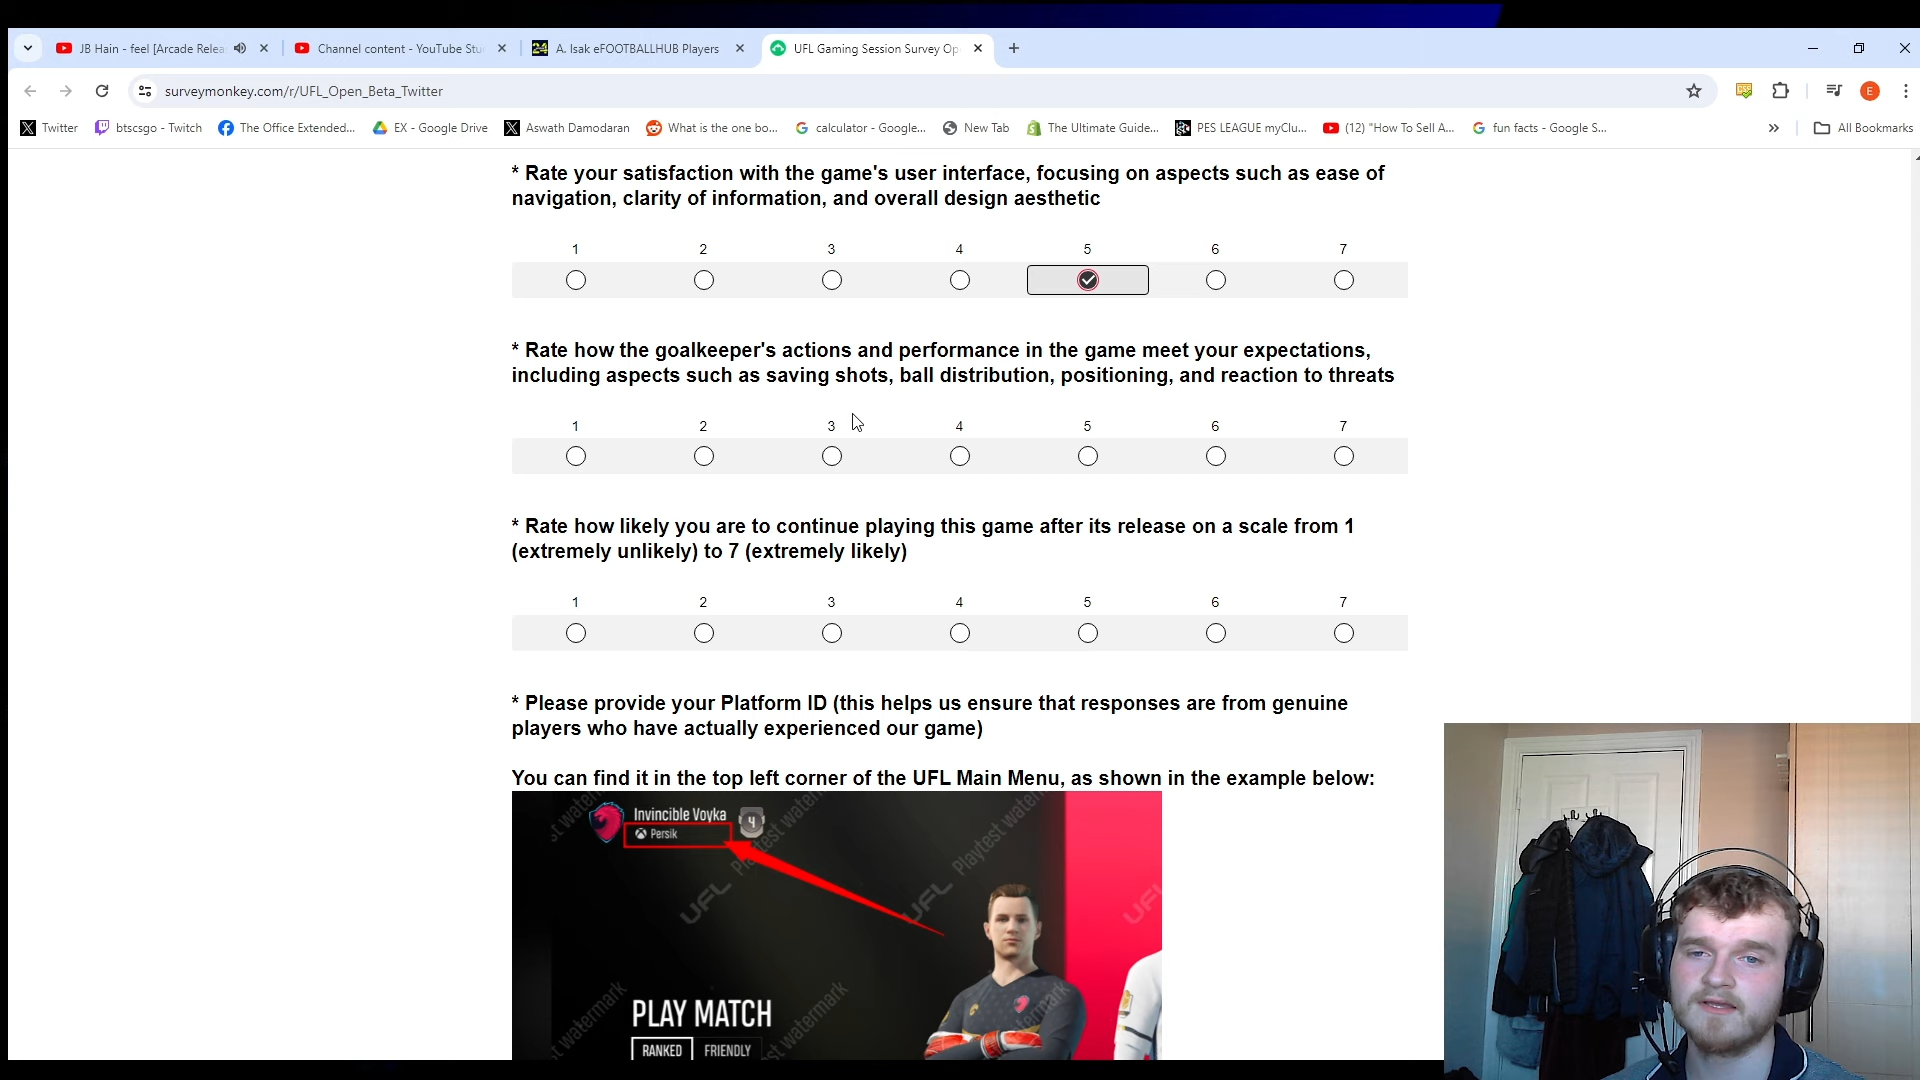 JB Hain - feel [Arcade Relea
Channel content - YouTube Stu
24
A. Isak eFOOTBALLHUB Players
UFL Gaming Session Survey Op
surveymonkey.com/r/UFL_Open_Beta_Twitter
E
Twitter
btscsgo - Twitch
The Office Extended...
EX - Google Drive
Aswath Damodaran
What is the one bo...
calculator - Google...
New Tab
The Ultimate Guide...
PES LEAGUE myClu...
(12) "How To Sell A...
fun facts - Google S...
All Bookmarks
* Rate your satisfaction with the game's user interface, focusing on aspects such as ease of
navigation, clarity of information, and overall design aesthetic
1 2 3 4 5 6 7
* Rate how the goalkeeper's actions and performance in the game meet your expectations,
including aspects such as saving shots, ball distribution, positioning, and reaction to threats
1 2 3 4 5 6 7
* Rate how likely you are to continue playing this game after its release on a scale from 1
(extremely unlikely) to 7 (extremely likely)
1 2 3 4 5 6 7
* Please provide your Platform ID (this helps us ensure that responses are from genuine
players who have actually experienced our game)
You can find it in the top left corner of the UFL Main Menu, as shown in the example below:
Invincible Voyka
4
Persik
Playtest watermark
UFL
UFL
UFL
PLAY MATCH
RANKED FRIENDLY